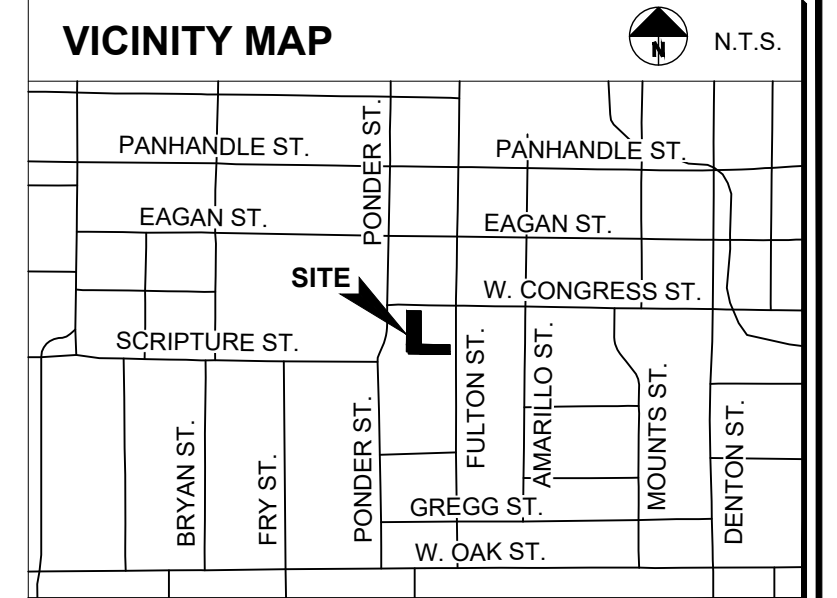 VICINITY MAP
N
N.T.S.
PANHANDLE ST.
PONDER ST.
PANHANDLE ST.
EAGAN ST.
EAGAN ST.
SITE
W. CONGRESS ST.
SCRIPTURE ST.
FULTON ST.
AMARILLO ST.
MOUNTS ST.
BRYAN ST.
FRY ST.
PONDER ST.
DENTON ST.
GREGG ST.
W. OAK ST.